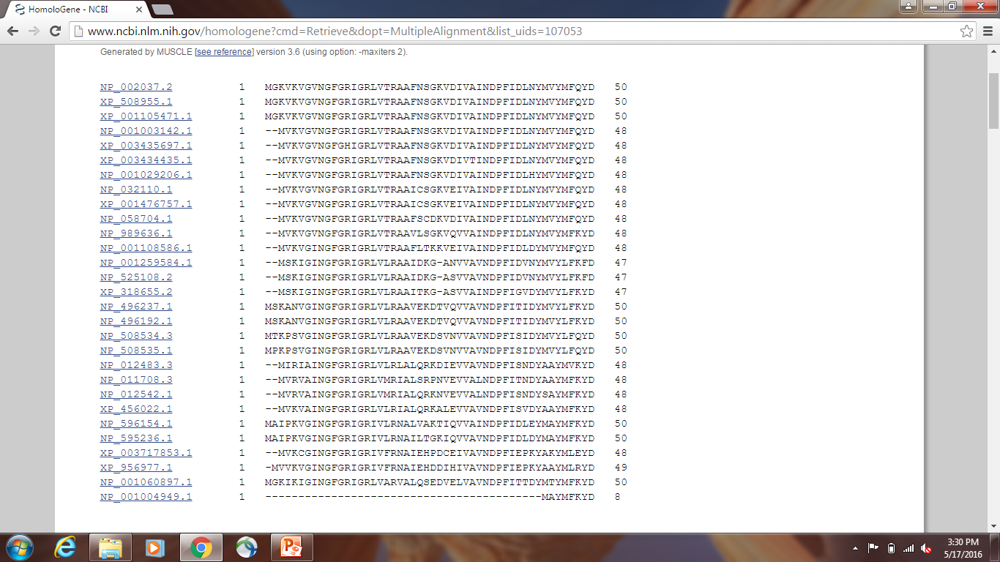 HomoloGene - NCBI
www.ncbi.nlm.nih.gov/homologene?cmd=Retrieve&dopt=MultipleAlignment&list_uids=107053
Generated by MUSCLE [see reference] version 3.6 (using option: -maxiters 2).
NP_002037.2 1 MGKVKVGVNGFGRIGRLVTRAAFNSGKVDIVAINDPFIDLNYMVYMFQYD 50
XP_508955.1 1 MGKVKVGVNGFGRIGRLVTRAAFNSGKVDIVAINDPFIDLNYMVYMFQYD 50
XP_001105471.1 1 MGKVKVGVNGFGRIGRLVTRAAFNSGKVDIVAINDPFIDLNYMVYMFQYD 50
NP_001003142.1 1 --MVKVGVNGFGRIGRLVTRAAFNSGKVDIVAINDPFIDLNYMVYMFQYD 48
XP_003435697.1 1 --MVKVGVNGFGHIGRLVTRAAFNSGKVDIVAINDPFIDLNYMVYMFQYD 48
XP_003434435.1 1 --MVKVGVNGFGRIGRLVTRAAFNSGKVDIVTINDPFIDLNYMVYMFQYD 48
NP_001029206.1 1 --MVKVGVNGFGRIGRLVTRAAFNSGKVDIVAINDPFIDLHYMVYMFQYD 48
NP_032110.1 1 --MVKVGVNGFGRIGRLVTRAAICSGKVEIVAINDPFIDLNYMVYMFQYD 48
XP_001476757.1 1 --MVKVGVNGFGRIGRLVTRAAICSGKVEIVAINDPFIDLNYMVYMFQYD 48
NP_058704.1 1 --MVKVGVNGFGRIGRLVTRAAFSCDKVDIVAINDPFIDLNYMVYMFQYD 48
NP_989636.1 1 --MVKVGVNGFGRIGRLVTRAAVLSGKVQVVAINDPFIDLNYMVYMFKYD 48
NP_001108586.1 1 --MVKVGINGFGRIGRLVTRAAFLTKKVEIVAINDPFIDLDYMVYMFQYD 48
NP_001259584.1 1 --MSKIGINGFGRIGRLVLRAAIDKG-ANVVAVNDPFIDVNYMVYLFKFD 47
NP_525108.2 1 --MSKIGINGFGRIGRLVLRAAIDKG-ASVVAVNDPFIDVNYMVYLFKFD 47
XP_318655.2 1 --MSKIGINGFGRIGRLVLRAAITKG-ASVVAINDPFIGVDYMVYLFKYD 47
NP_496237.1 1 MSKANVGINGFGRIGRLVLRAAVEKDTVQVVAVNDPFITIDYMVYLFKYD 50
NP_496192.1 1 MSKANVGINGFGRIGRLVLRAAVEKDTVQVVAVNDPFITIDYMVYLFKYD 50
NP_508534.3 1 MTKPSVGINGFGRIGRLVLRAAVEKDSVNVVAVNDPFISIDYMVYLFQYD 50
NP_508535.1 1 MPKPSVGINGFGRIGRLVLRAAVEKDSVNVVAVNDPFISIDYMVYLFQYD 50
NP_012483.3 1 --MIRIAINGFGRIGRLVLRLALQRKDIEVVAVNDPFISNDYAAYMVKYD 48
NP_011708.3 1 --MVRVAINGFGRIGRLVMRIALSRPNVEVVALNDPFITNDYAAYMFKYD 48
NP_012542.1 1 --MVRVAINGFGRIGRLVMRIALQRKNVEVVALNDPFISNDYSAYMFKYD 48
XP_456022.1 1 --MVKVAINGFGRIGRLVLRIALQRKALEVVAVNDPFISVDYAAYMFKYD 48
NP_596154.1 1 MAIPKVGINGFGRIGRIVLRNALVAKTIQVVAINDPFIDLEYMAYMFKYD 50
NP_595236.1 1 MAIPKVGINGFGRIGRIVLRNAILTGKIQVVAVNDPFIDLDYMAYMFKYD 50
XP_003717853.1 1 --MVKCGINGFGRIGRIVFRNAIEHPDCEIVAVNDPFIEPKYAKYMLEYD 48
XP_956977.1 1 -MVVKVGINGFGRIGRIVFRNAIEHDDIHIVAVNDPFIEPKYAAYMLRYD 49
NP_001060897.1 1 MGKIKIGINGFGRIGRLVARVALQSEDVELVAVNDPFITTDYMTYMFKYD 50
NP_001004949.1 1 ------------------------------------------MAYMFKYD 8
3:30 PM
5/17/2016